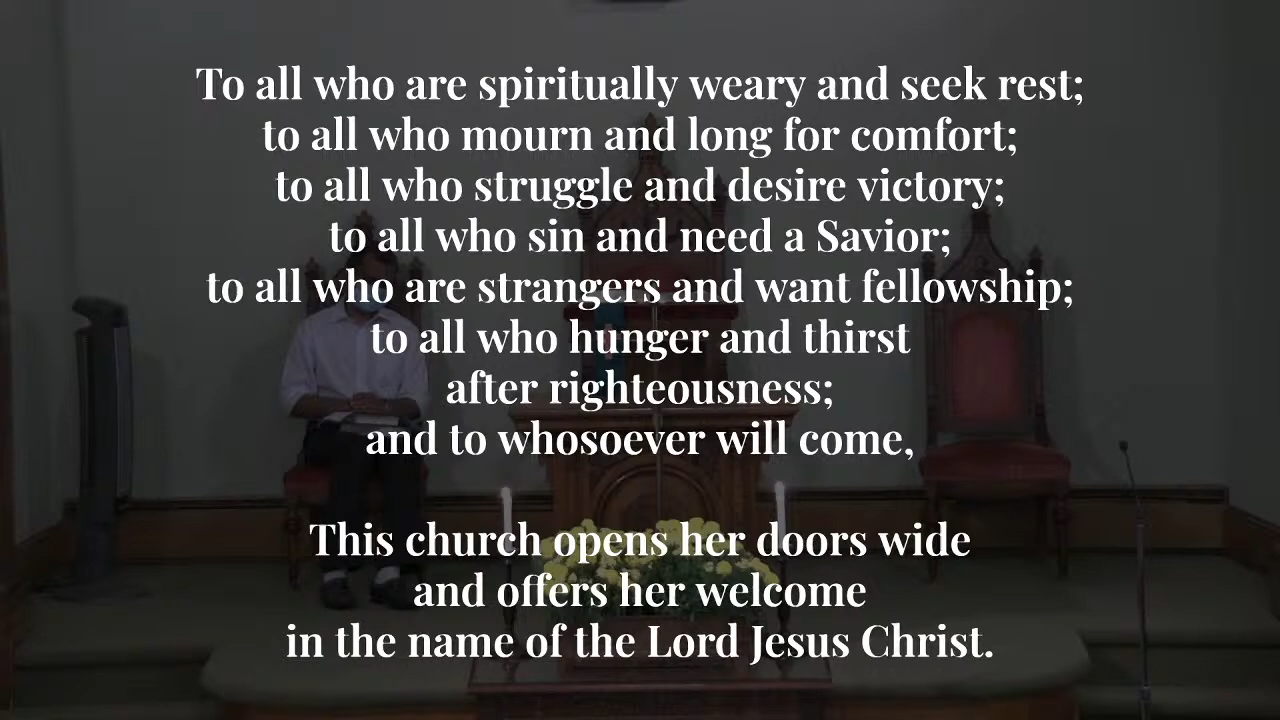 To all who are spiritually weary and seek rest;
to all who mourn and long for comfort;
to all who struggle and desire victory;
to all who sin and need a Savior;
to all who are strangers and want fellowship;
to all who hunger and thirst
after righteousness;
and to whosoever will come,
This church opens her doors wide
and offers her welcome
in the name of the Lord Jesus Christ.